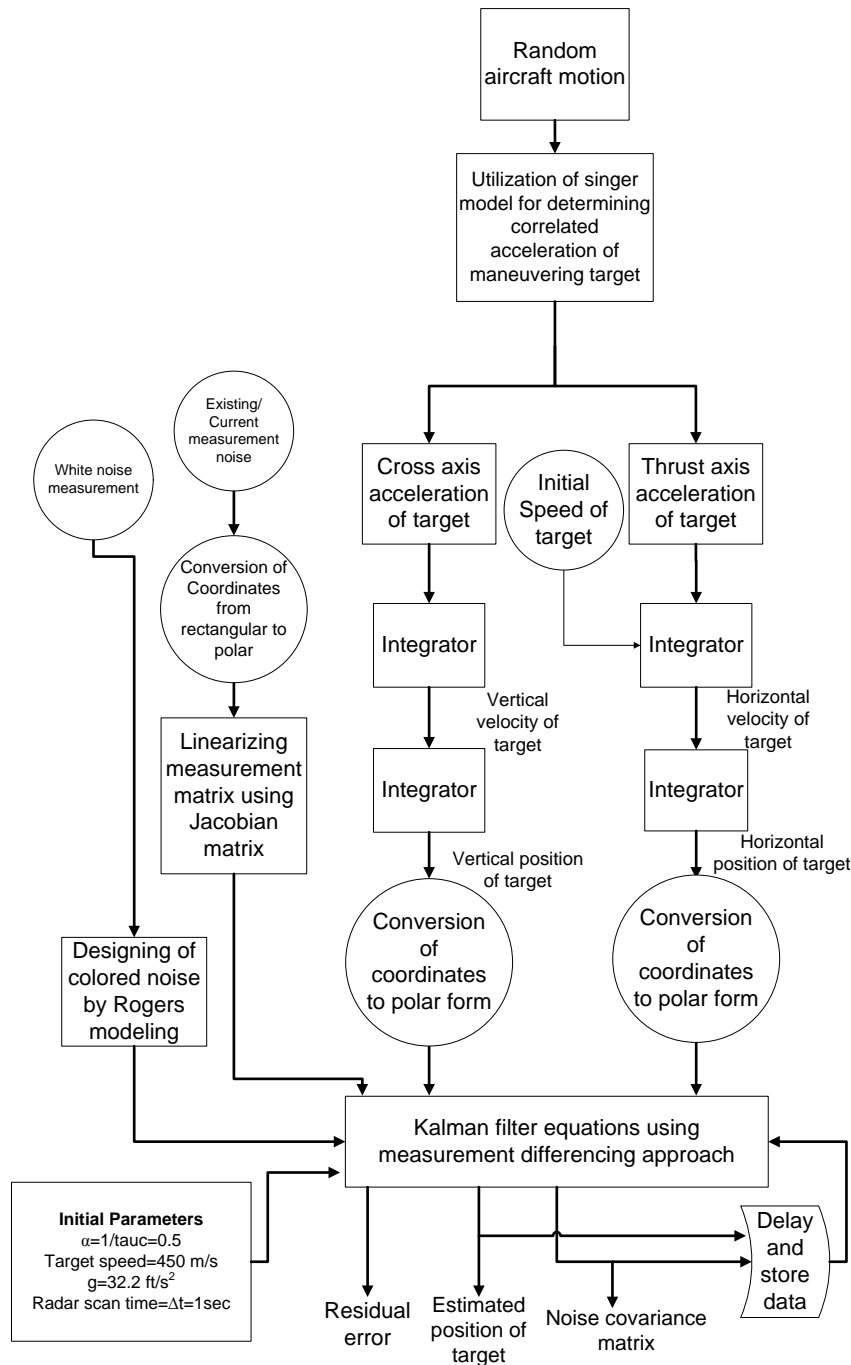 Random
aircraft motion
Utilization of singer
model for determining
correlated
acceleration of
maneuvering target
Existing/
Current
measurement
noise
White noise
measurement
Cross axis
acceleration
of target
Initial
Speed of
target
Thrust axis
acceleration
of target
Conversion of
Coordinates
from
rectangular to
polar
Integrator
Integrator
Vertical
velocity of
target
Horizontal
velocity of
target
Linearizing
measurement
matrix using
Jacobian
matrix
Integrator
Integrator
Vertical position
of target
Horizontal
position of target
Conversion
of
coordinates
to polar form
Conversion
of
coordinates
to polar form
Designing of
colored noise
by Rogers
modeling
Kalman filter equations using
measurement differencing approach
Initial Parameters
α=1/tauc=0.5
Target speed=450 m/s
g=32.2 ft/s²
Radar scan time=Δt=1sec
Delay
and
store
data
Residual
error
Estimated
position of
target
Noise covariance
matrix